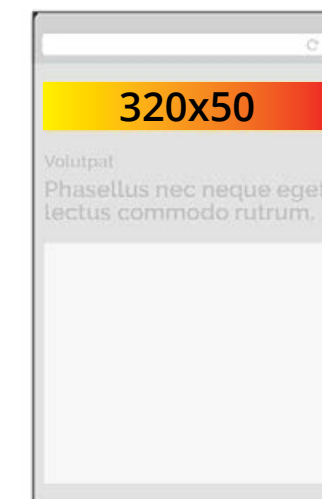 320x50
Volutpat
Phasellus nec neque eget
lectus commodo rutrum.